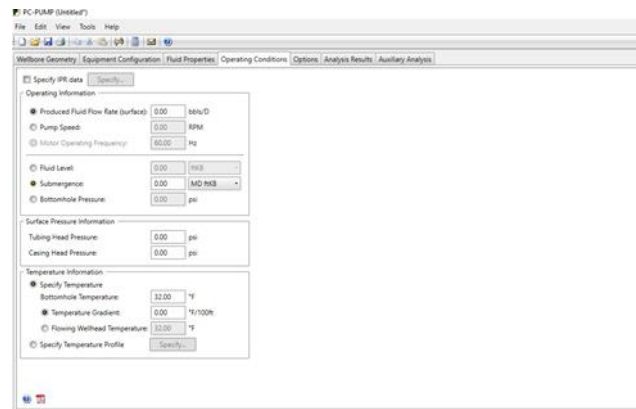 PC-PUMP (Untitled*)
File Edit View Tools Help
Wellbore Geometry Equipment Configuration Fluid Properties Operating Conditions Options Analysis Results Auxiliary Analysis
Specify IPR data Specify...
Operating Information
Produced Fluid Flow Rate (surface): 0.00 bbls/D
Pump Speed: 0.00 RPM
Motor Operating Frequency: 60.00 Hz
Fluid Level: 0.00 ftKB
Submergence: 0.00 MD ftKB
Bottomhole Pressure: 0.00 psi
Surface Pressure Information
Tubing Head Pressure: 0.00 psi
Casing Head Pressure: 0.00 psi
Temperature Information
Specify Temperature
Bottomhole Temperature: 32.00 °F
Temperature Gradient: 0.00 °F/100ft
Flowing Wellhead Temperature: 32.00 °F
Specify Temperature Profile Specify...